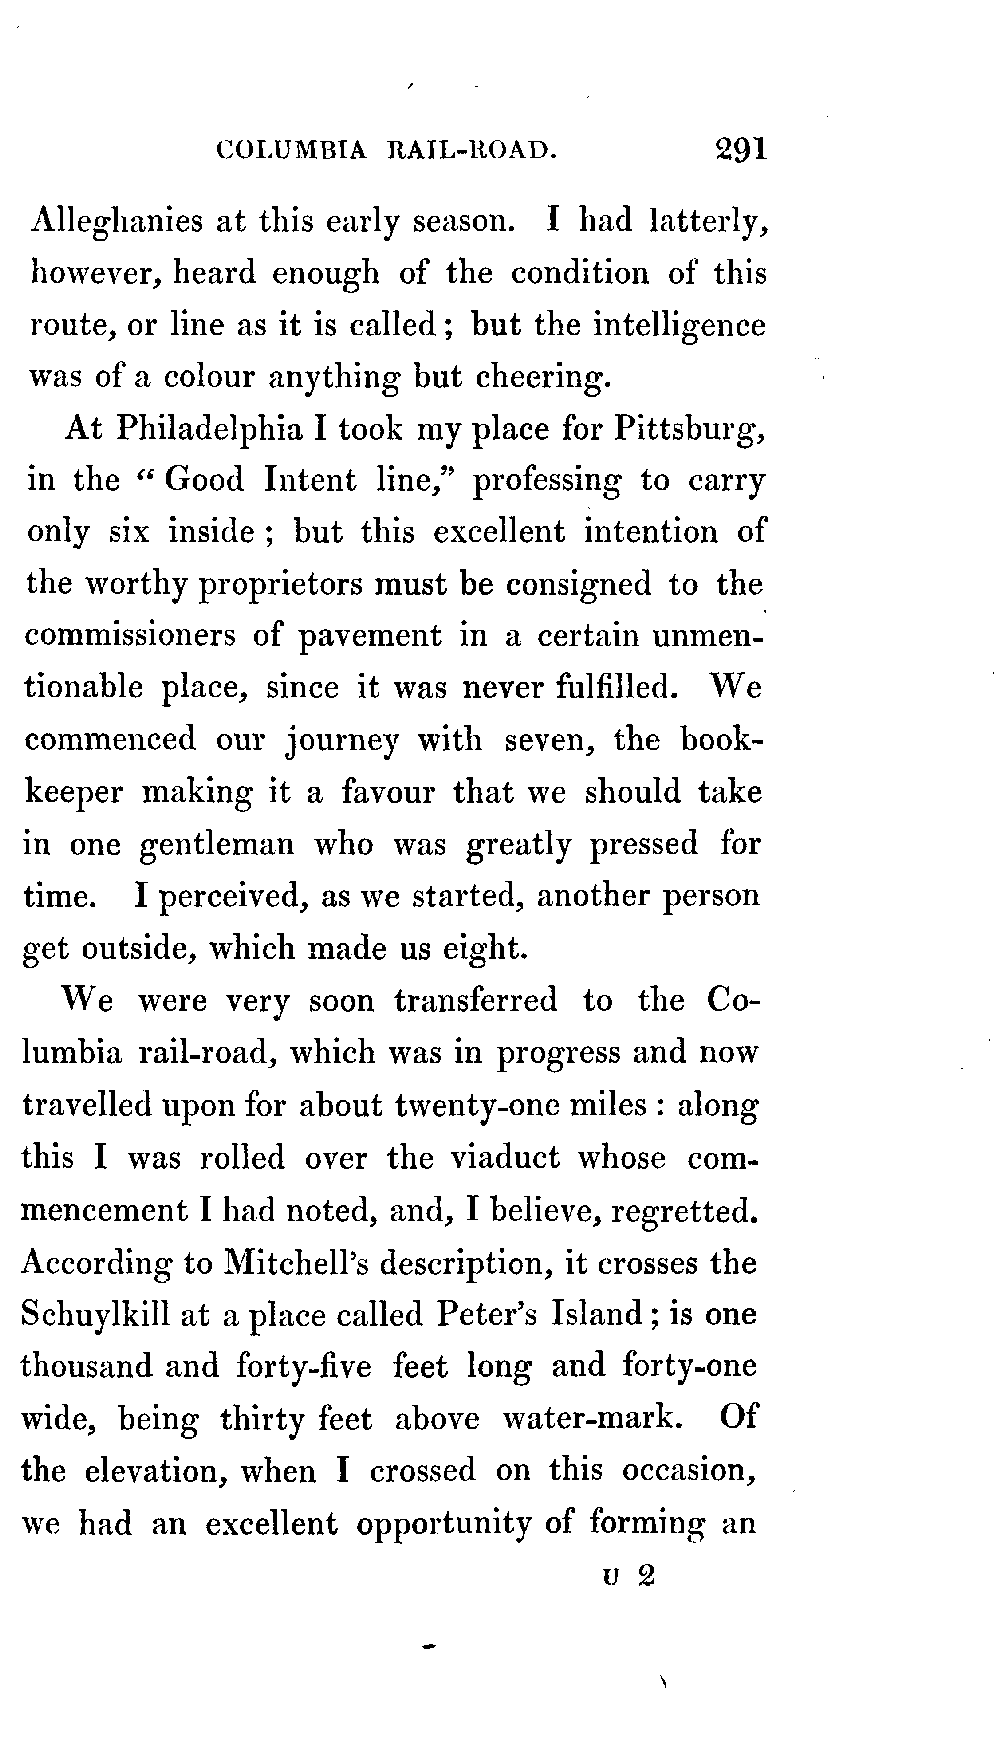 COLUMBIA RAIL-ROAD. 291
Alleghanies at this early season. I had latterly,
however, heard enough of the condition of this
route, or line as it is called; but the intelligence
was of a colour anything but cheering.
At Philadelphia I took my place for Pittsburg,
in the “Good Intent line,” professing to carry
only six inside; but this excellent intention of
the worthy proprietors must be consigned to the
commissioners of pavement in a certain unmen-
tionable place, since it was never fulfilled. We
commenced our journey with seven, the book-
keeper making it a favour that we should take
in one gentleman who was greatly pressed for
time. I perceived, as we started, another person
get outside, which made us eight.
We were very soon transferred to the Co-
lumbia rail-road, which was in progress and now
travelled upon for about twenty-one miles: along
this I was rolled over the viaduct whose com-
mencement I had noted, and, I believe, regretted.
According to Mitchell’s description, it crosses the
Schuylkill at a place called Peter’s Island; is one
thousand and forty-five feet long and forty-one
wide, being thirty feet above water-mark. Of
the elevation, when I crossed on this occasion,
we had an excellent opportunity of forming an
U 2